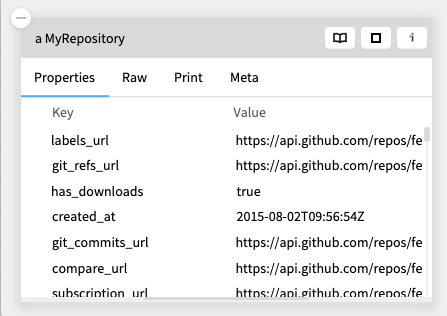 a MyRepository
Properties Raw Print Meta
Key Value
labels_url https://api.github.com/repos/fe
git_refs_url https://api.github.com/repos/fe
has_downloads true
created_at 2015-08-02T09:56:54Z
git_commits_url https://api.github.com/repos/fe
compare_url https://api.github.com/repos/fe
subscription_url https://api.github.com/repos/fe